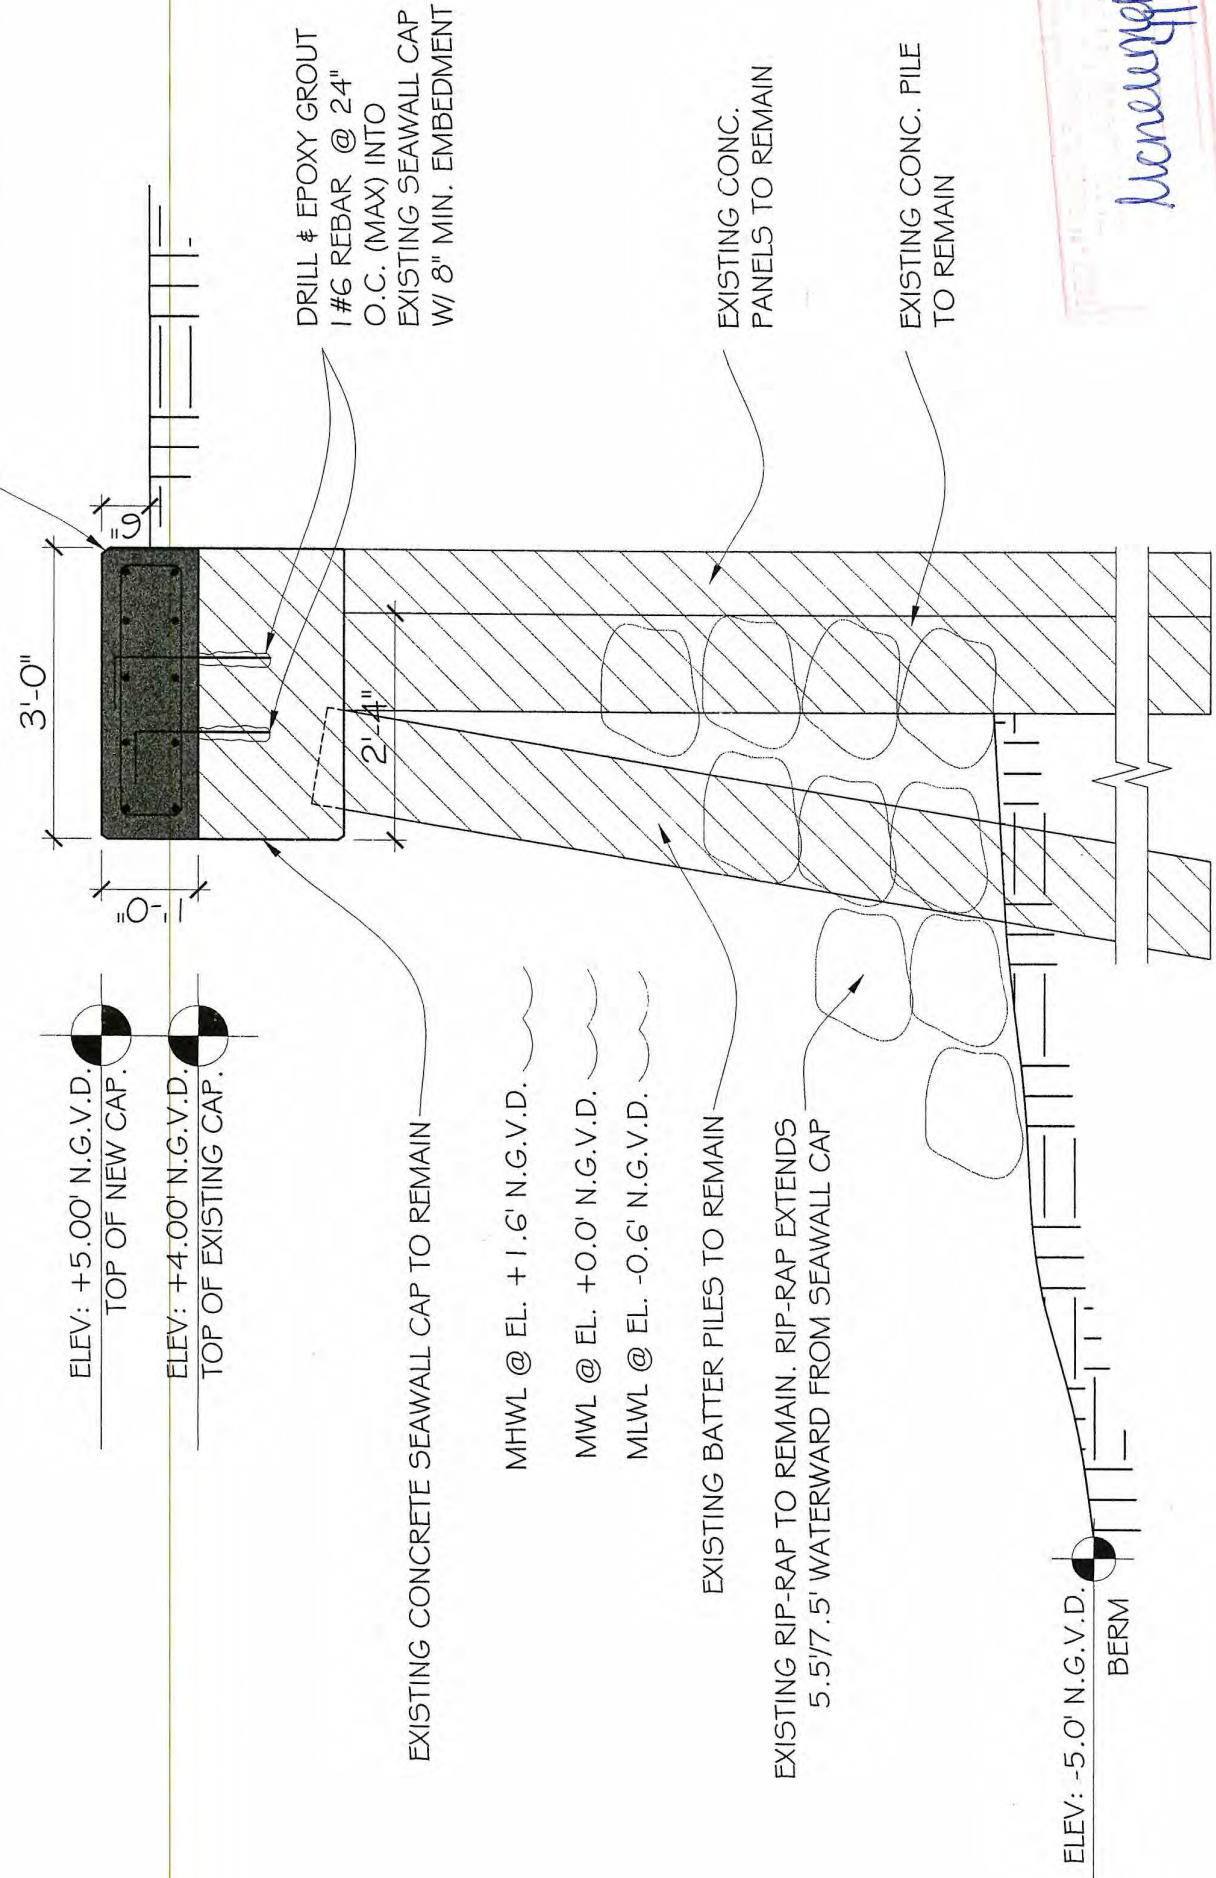 3'-0"
6"
1'-0"
2'-4"
DRILL & EPOXY GROUT
1#6 REBAR @ 24"
O.C. (MAX) INTO
EXISTING SEAWALL CAP
W/ 8" MIN. EMBEDMENT
EXISTING CONC.
PANELS TO REMAIN
EXISTING CONC. PILE
TO REMAIN
ELEV: +5.00' N.G.V.D.
TOP OF NEW CAP.
ELEV: +4.00' N.G.V.D.
TOP OF EXISTING CAP.
EXISTING CONCRETE SEAWALL CAP TO REMAIN
MHWL @ EL. +1.6' N.G.V.D.
MWL @ EL. +0.0' N.G.V.D.
MLWL @ EL. -0.6' N.G.V.D.
EXISTING BATTER PILES TO REMAIN
EXISTING RIP-RAP TO REMAIN. RIP-RAP EXTENDS
5.5'/7.5' WATERWARD FROM SEAWALL CAP
ELEV: -5.0' N.G.V.D.
BERM